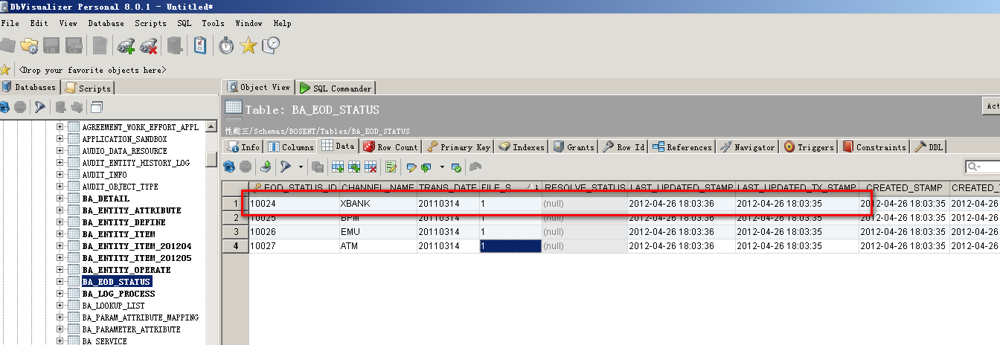 DbVisualizer Personal 8.0.1 - Untitled*
File Edit View Database Scripts SQL Tools Window Help
<Drop your favorite objects here>
Databases Scripts Object View SQL Commander
Table: BA_EOD_STATUS Act
性能三/Schemas/BOSENT/Tables/BA_EOD_STATUS
Info Columns Data Row Count Primary Key Indexes Grants Row Id References Navigator Triggers Constraints DDL
AGREEMENT_WORK_EFFORT_APPL
APPLICATION_SANDBOX
AUDIO_DATA_RESOURCE
AUDIT_ENTITY_HISTORY_LOG
AUDIT_INFO
AUDIT_OBJECT_TYPE
BA_DETAIL
BA_ENTITY_ATTRIBUTE
BA_ENTITY_DEFINE
BA_ENTITY_ITEM
BA_ENTITY_ITEM_201204
BA_ENTITY_ITEM_201205
BA_ENTITY_OPERATE
BA_EOD_STATUS
BA_LOG_PROCESS
BA_LOOKUP_LIST
BA_PARAM_ATTRIBUTE_MAPPING
BA_PARAMETER_ATTRIBUTE
BA_SERVICE
EOD_STATUS_ID CHANNEL_NAME TRANS_DATE FILE_S... 1 RESOLVE_STATUS LAST_UPDATED_STAMP LAST_UPDATED_TX_STAMP CREATED_STAMP CREATED_
1 10024 XBANK 20110314 1 (null) 2012-04-26 18:03:36 2012-04-26 18:03:35 2012-04-26 18:03:35 2012-04-26
2 10025 BPM 20110314 1 (null) 2012-04-26 18:03:36 2012-04-26 18:03:35 2012-04-26 18:03:35 2012-04-26
3 10026 EMU 20110314 1 (null) 2012-04-26 18:03:36 2012-04-26 18:03:35 2012-04-26 18:03:35 2012-04-26
4 10027 ATM 20110314 1 (null) 2012-04-26 18:03:36 2012-04-26 18:03:35 2012-04-26 18:03:35 2012-04-26